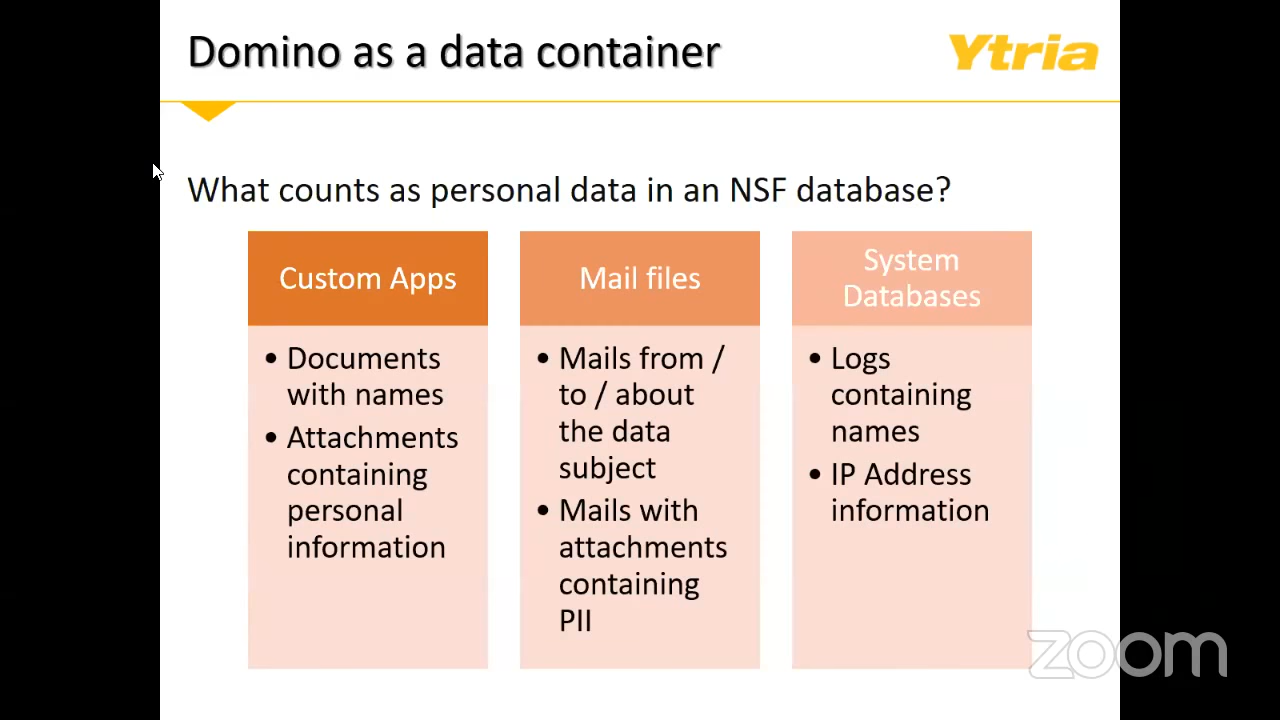 Domino as a data container
Ytria
What counts as personal data in an NSF database?
Custom Apps
• Documents
with names
• Attachments
containing
personal
information
Mail files
• Mails from /
to / about
the data
subject
• Mails with
attachments
containing
PII
System
Databases
• Logs
containing
names
• IP Address
information
zoom